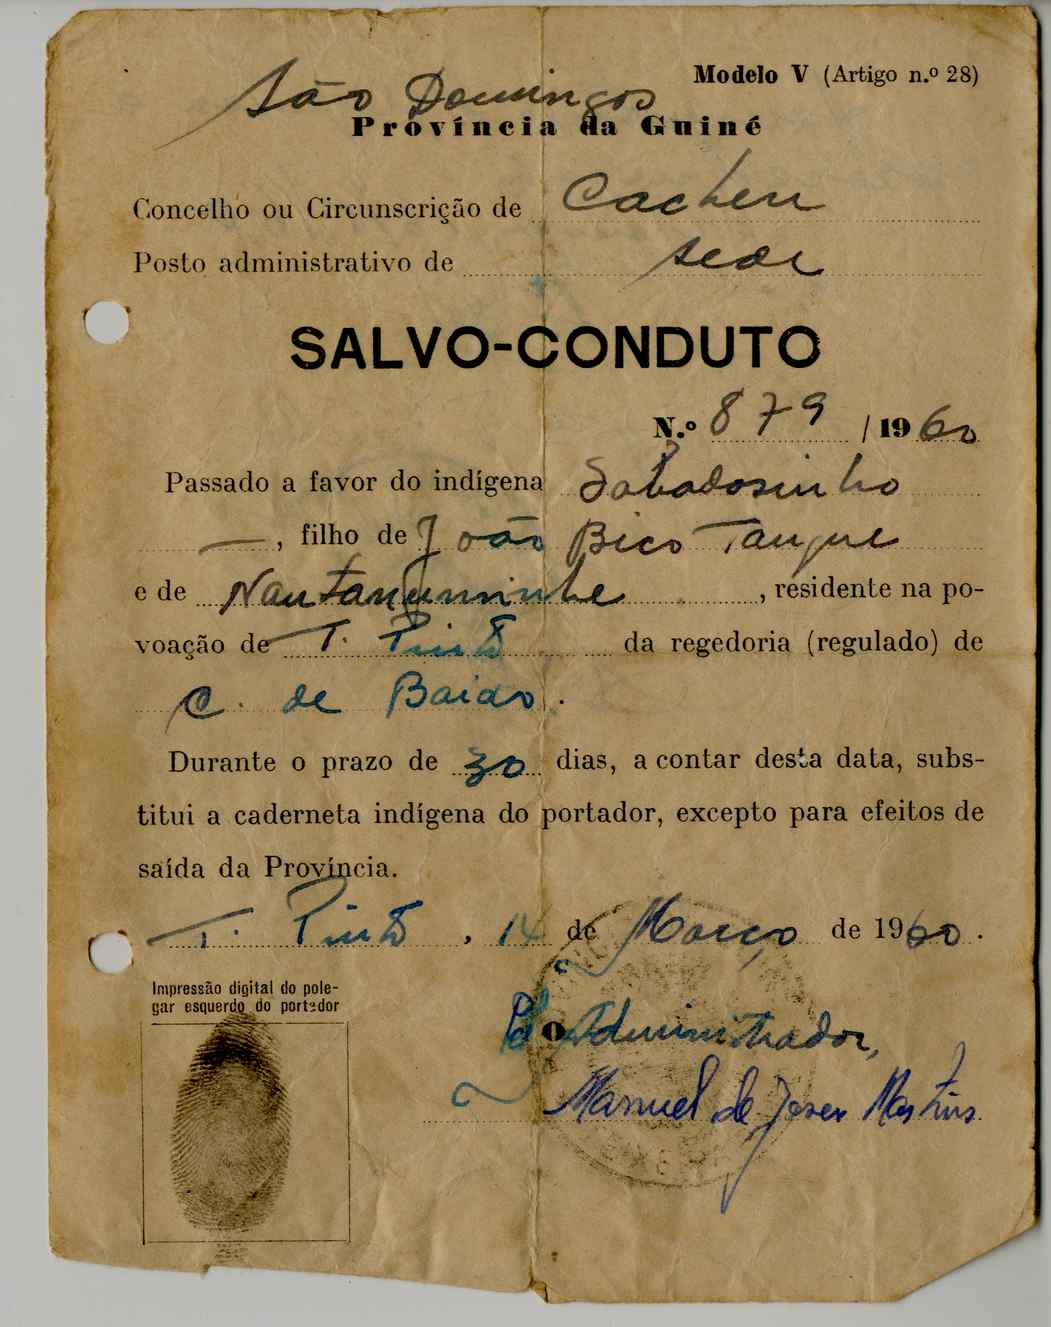 Modelo V (Artigo n.º 28)
São Domingos
Província da Guiné
Concelho ou Circunscrição de Cacheu
Posto administrativo de sede
SALVO-CONDUTO
N.º 879 / 1960
Passado a favor do indígena Sabadosinho
—, filho de João Bico Tanque
e de , residente na po-
voação de T. Pinto da regedoria (regulado) de
C. de Baixo.
Durante o prazo de 30 dias, a contar desta data, subs-
titui a caderneta indígena do portador, excepto para efeitos de
saída da Província.
T. Pinto, 14 de Março de 1960.
Impressão digital do pole-
gar esquerdo do portador
O Administrador,
Manuel de Martins